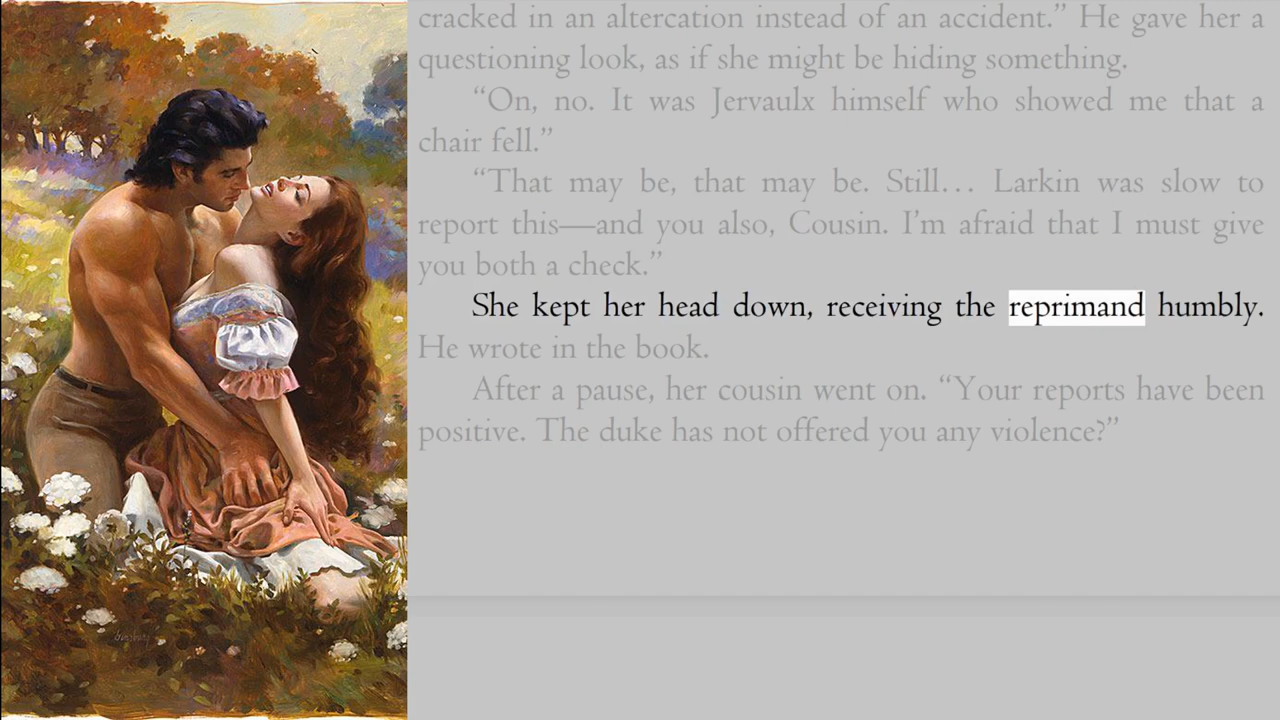 cracked in an altercation instead of an accident.” He gave her a
questioning look, as if she might be hiding something.
“On, no. It was Jervaulx himself who showed me that a
chair fell.”
“That may be, that may be. Still… Larkin was slow to
report this—and you also, Cousin. I’m afraid that I must give
you both a check.”
She kept her head down, receiving the reprimand humbly.
He wrote in the book.
After a pause, her cousin went on. “Your reports have been
positive. The duke has not offered you any violence?”